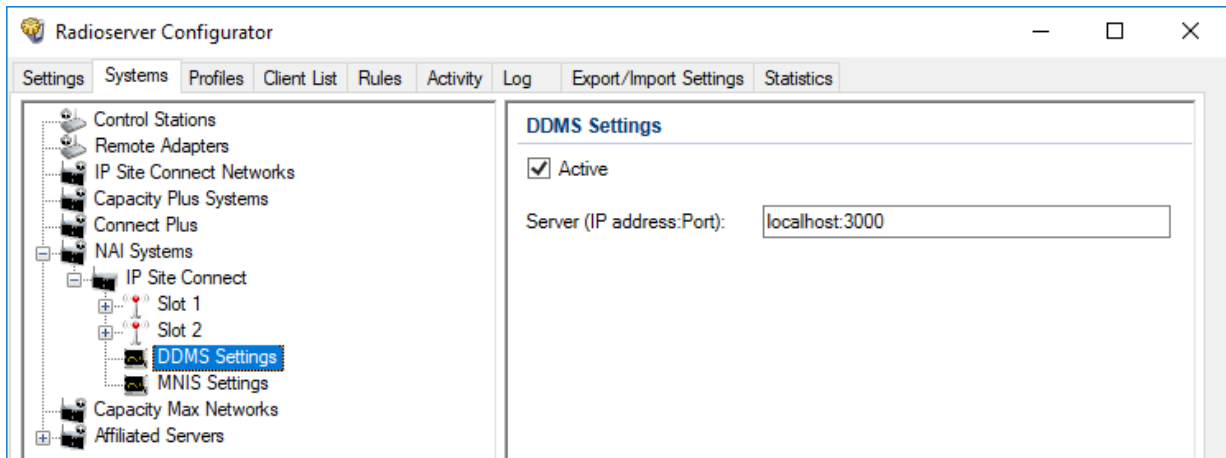 Radioserver Configurator
Settings Systems Profiles Client List Rules Activity Log Export/Import Settings Statistics
Control Stations
Remote Adapters
IP Site Connect Networks
Capacity Plus Systems
Connect Plus
NAI Systems
IP Site Connect
Slot 1
Slot 2
DDMS Settings
MNIS Settings
Capacity Max Networks
Affiliated Servers
DDMS Settings
Active
Server (IP address:Port): localhost:3000